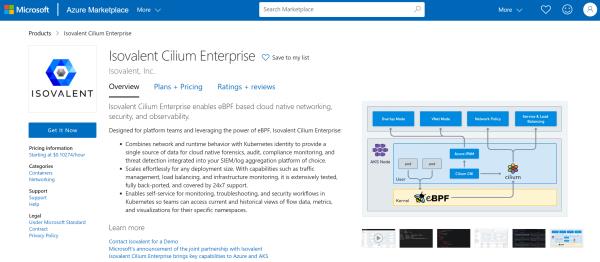 Microsoft | Azure Marketplace More
Search Marketplace
More
Products > Isovalent Cilium Enterprise
ISOVALENT
Get It Now
Pricing information
Starting at $0.10274/hour
Categories
Containers
Networking
Support
Support
Help
Legal
Under Microsoft Standard
Contract
Privacy Policy
Isovalent Cilium Enterprise
Save to my list
Isovalent, Inc.
Overview Plans + Pricing Ratings + reviews
Isovalent Cilium Enterprise enables eBPF based cloud native networking,
security, and observability.
Designed for platform teams and leveraging the power of eBPF, Isovalent Cilium Enterprise:
• Combines network and runtime behavior with Kubernetes identity to provide a
single source of data for cloud native forensics, audit, compliance monitoring, and
threat detection integrated into your SIEM/log aggregation platform of choice.
• Scales effortlessly for any deployment size. With capabilities such as traffic
management, load balancing, and infrastructure monitoring, it is extensively tested,
fully back-ported, and covered by 24x7 support.
• Enables self-service for monitoring, troubleshooting, and security workflows in
Kubernetes so teams can access current and historical views of flow data, metrics,
and visualizations for their specific namespaces.
Learn more
Contact Isovalent for a Demo
Microsoft's announcement of the joint partnership with Isovalent
Isovalent Cilium Enterprise brings key capabilities to Azure and AKS
Overlay Mode
VNet Mode
Network Policy
Service & Load
Balancing
AKS Node
pod
pod
Azure IPAM
Cilium CNI
cilium
User
Kernel
eBPF